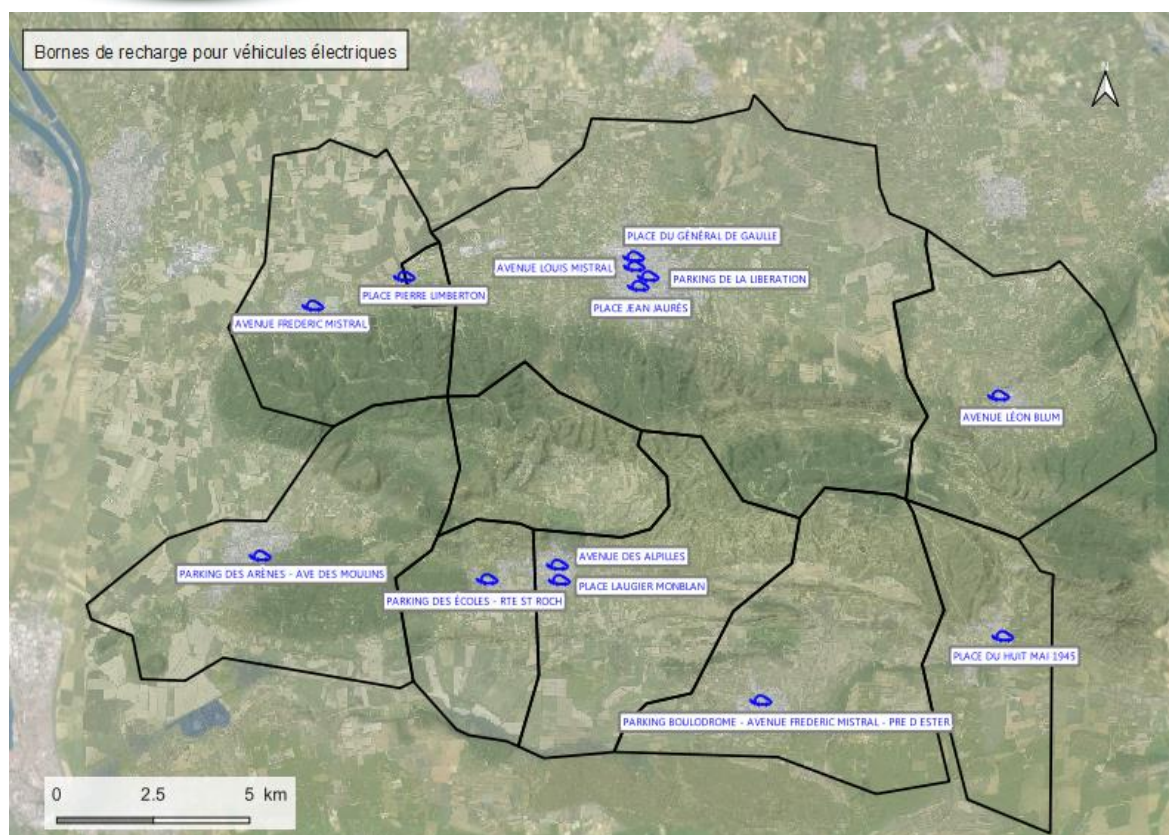 Bornes de recharge pour véhicules électriques
PLACE DU GÉNÉRAL DE GAULLE
AVENUE LOUIS MISTRAL
PARKING DE LA LIBERATION
PLACE PIERRE LIMBERTON
PLACE JEAN JAURÈS
AVENUE FREDERIC MISTRAL
AVENUE LÉON BLUM
AVENUE DES ALPILLES
PARKING DES ARÈNES - AVE DES MOULINS
PLACE LAUGIER MONBLAN
PARKING DES ÉCOLES - RTE ST ROCH
PLACE DU HUIT MAI 1945
PARKING BOULODROME - AVENUE FREDERIC MISTRAL - PRE D ESTER
0 2.5 5 km